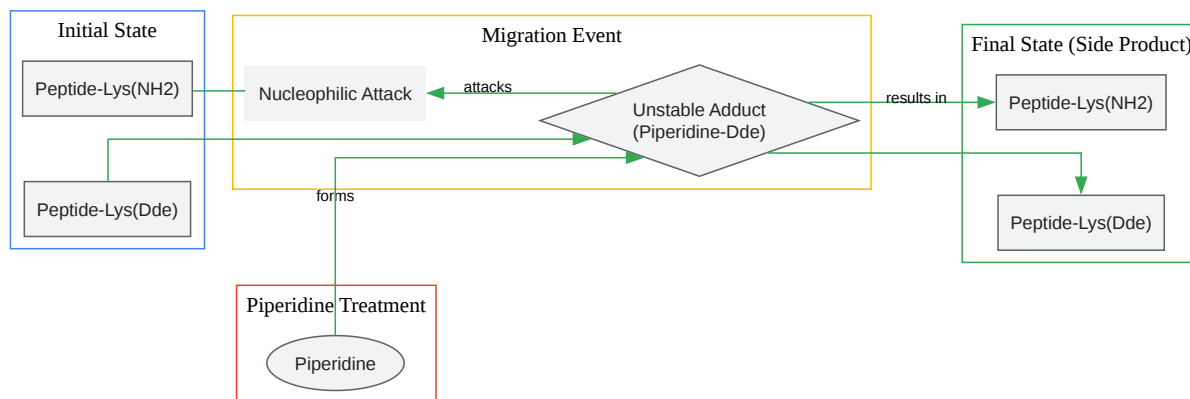 Initial State
Peptide-Lys(NH2)
Peptide-Lys(Dde)
Migration Event
Nucleophilic Attack
attacks
Unstable Adduct
(Piperidine-Dde)
forms
results in
Final State (Side Product)
Peptide-Lys(NH2)
Peptide-Lys(Dde)
Piperidine Treatment
Piperidine